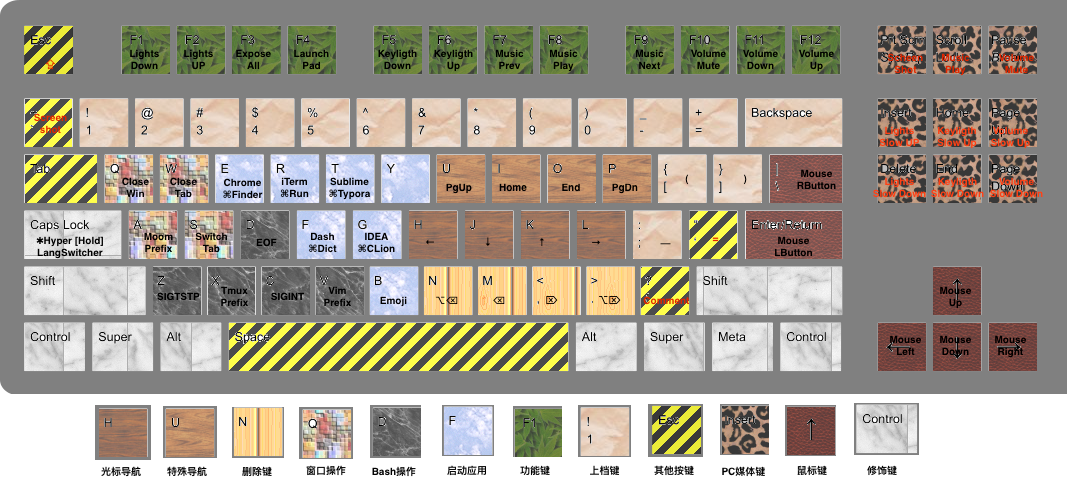 Esc
F1 F2 F3 F4 F5 F6 F7 F8 F9 F10 F11 F12
Lights Lights Expose Launch Keyligth Keyligth Music Music Music Volume Volume Volume
Down UP All Pad Down Up Prev Play Next Mute Down Up
! @ # $ % ^ & * ( ) _ + Backspace
1 2 3 4 5 6 7 8 9 0 - =
Insert Home Page
Tab Q W E R T Y U I O P { }
Close Close Chrome iTerm Sublime PgUp Home End PgDn ( ) Mouse
Win Tab ⌘Finder ⌘Run ⌘Typora [ ] RButton
Delete End Page
Down
Caps Lock A S D F G H J K L : Enter/Return
✱Hyper [Hold] Moom Switch EOF Dash IDEA ← ↓ ↑ → ; — = Mouse
LangSwitcher Prefix Tab ⌘Dict ⌘CLion LButton
Shift Z X C V B N M < > ? Shift
SIGTSTP Tmux SIGINT Vim Emoji ⌥⌫ ⌫ , ⌦ . ⌥⌦
Prefix Prefix
↑
Mouse
Up
Control Super Alt Space Alt Super Meta Control
Mouse Mouse Mouse
Left Down Right
H U N Q D F F1 ! Esc Insert ↑ Control
1
光标导航 特殊导航 删除键 窗口操作 Bash操作 启动应用 功能键 上档键 其他按键 PC媒体键 鼠标键 修饰键